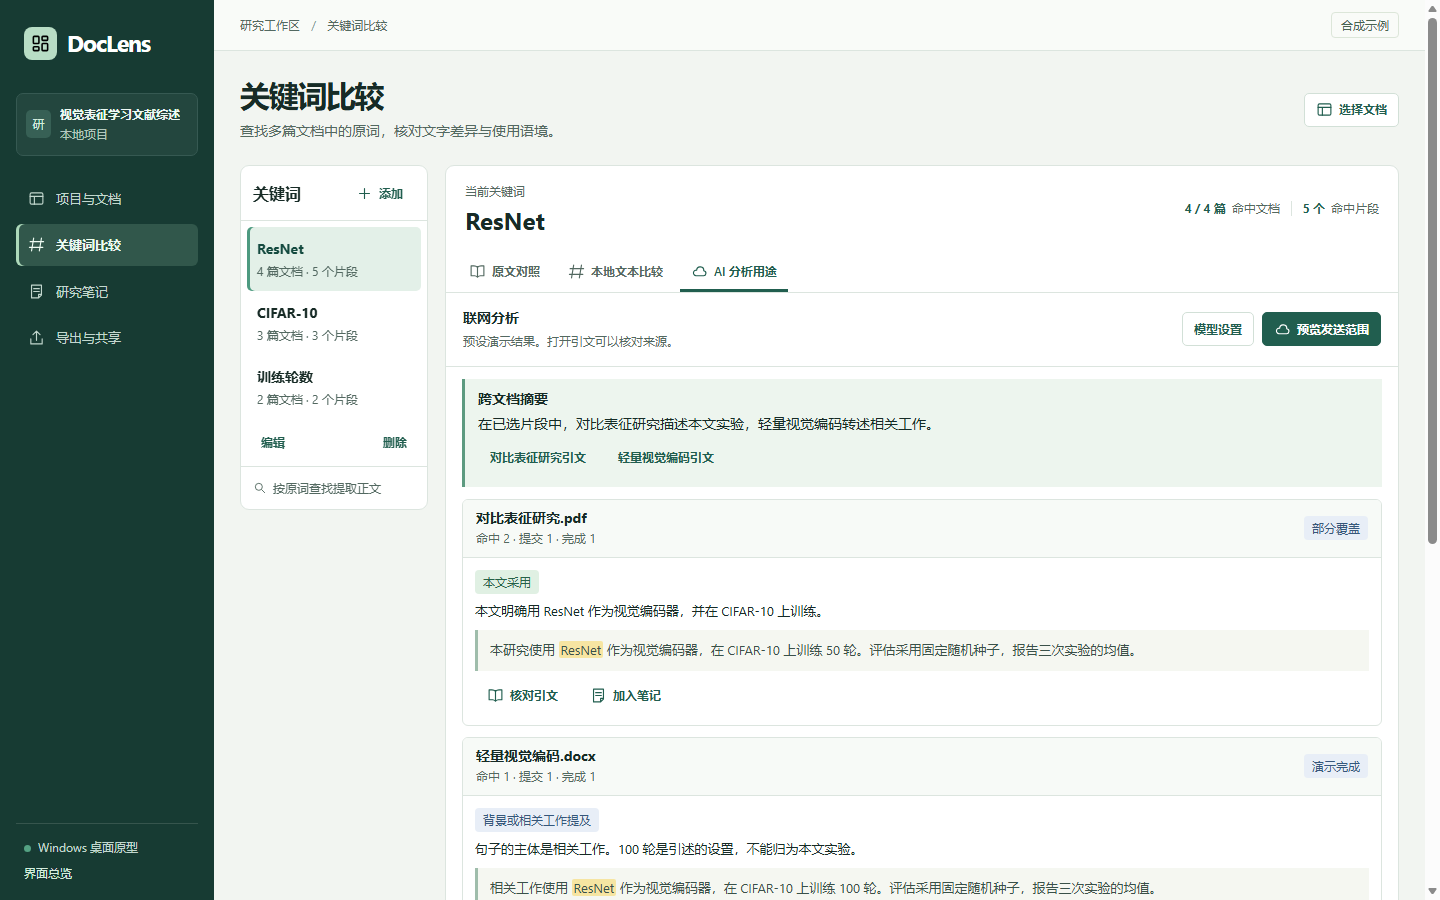 DocLens
研 视觉表征学习文献综述
本地项目
项目与文档
关键词比较
研究笔记
导出与共享
Windows 桌面原型
界面总览
研究工作区 / 关键词比较
合成示例
关键词比较
查找多篇文档中的原词，核对文字差异与使用语境。
选择文档
关键词
添加
ResNet
4 篇文档 · 5 个片段
CIFAR-10
3 篇文档 · 3 个片段
训练轮数
2 篇文档 · 2 个片段
编辑 删除
按原词查找提取正文
当前关键词
ResNet
4 / 4 篇 命中文档 5 个 命中片段
原文对照 本地文本比较 AI 分析用途
联网分析
预设演示结果。打开引文可以核对来源。
模型设置 预览发送范围
跨文档摘要
在已选片段中，对比表征研究描述本文实验，轻量视觉编码转述相关工作。
对比表征研究引文 轻量视觉编码引文
对比表征研究.pdf
命中 2 · 提交 1 · 完成 1
部分覆盖
本文采用
本文明确用 ResNet 作为视觉编码器，并在 CIFAR-10 上训练。
本研究使用 ResNet 作为视觉编码器，在 CIFAR-10 上训练 50 轮。评估采用固定随机种子，报告三次实验的均值。
核对引文 加入笔记
轻量视觉编码.docx
命中 1 · 提交 1 · 完成 1
演示完成
背景或相关工作提及
句子的主体是相关工作。100 轮是引述的设置，不能归为本文实验。
相关工作使用 ResNet 作为视觉编码器，在 CIFAR-10 上训练 100 轮。评估采用固定随机种子，报告三次实验的均值。